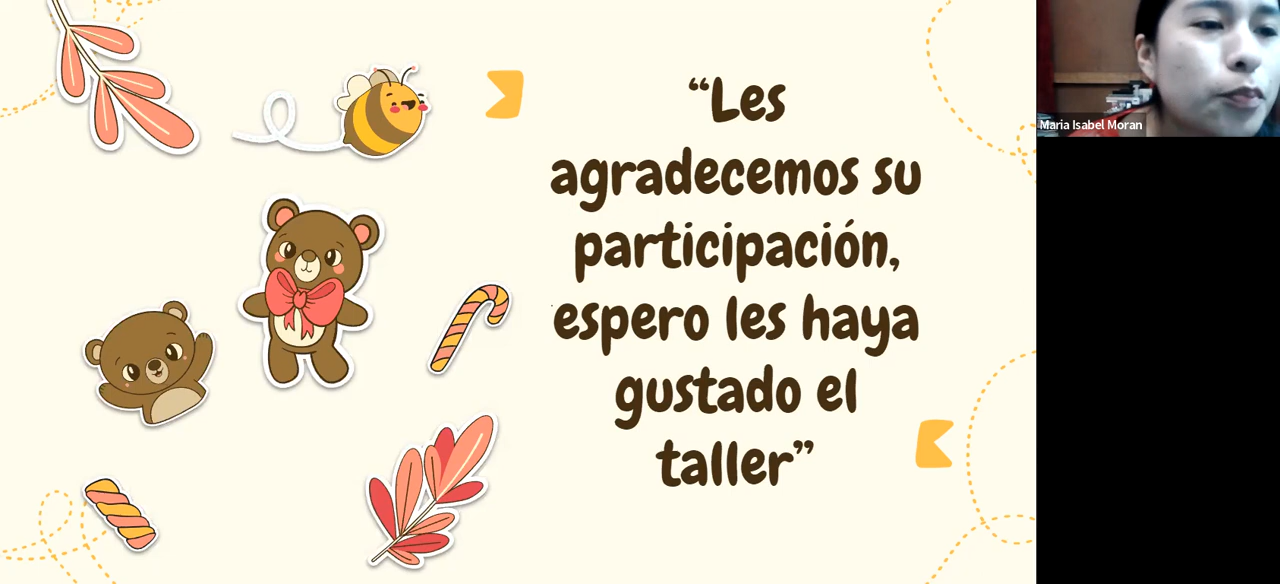 “Les
agradecemos su
participación,
espero les haya
gustado el
taller”
Maria Isabel Moran